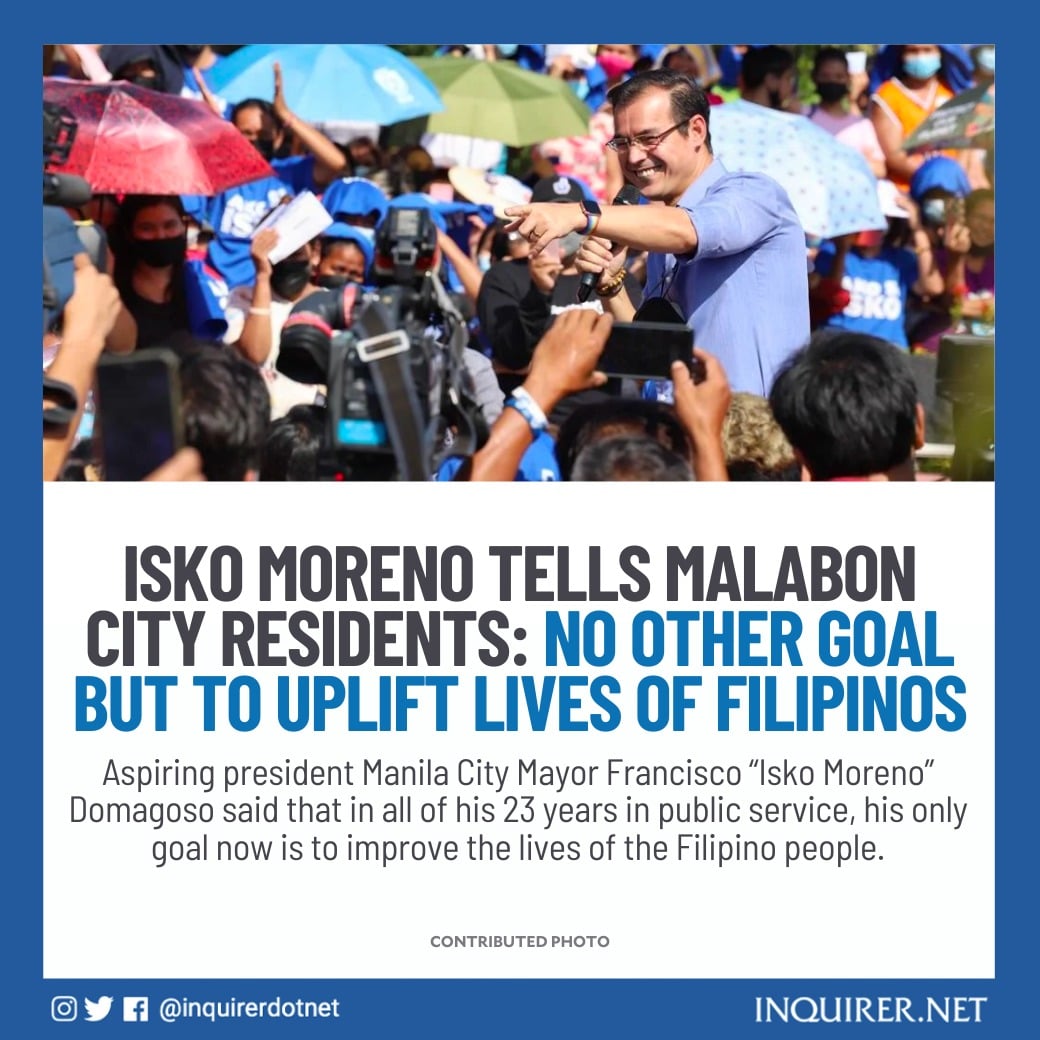 ISKO
ISKO
ISKO MORENO TELLS MALABON
CITY RESIDENTS: NO OTHER GOAL
BUT TO UPLIFT LIVES OF FILIPINOS
Aspiring president Manila City Mayor Francisco “Isko Moreno”
Domagoso said that in all of his 23 years in public service, his only
goal now is to improve the lives of the Filipino people.
CONTRIBUTED PHOTO
@inquirerdotnet
INQUIRER.NET